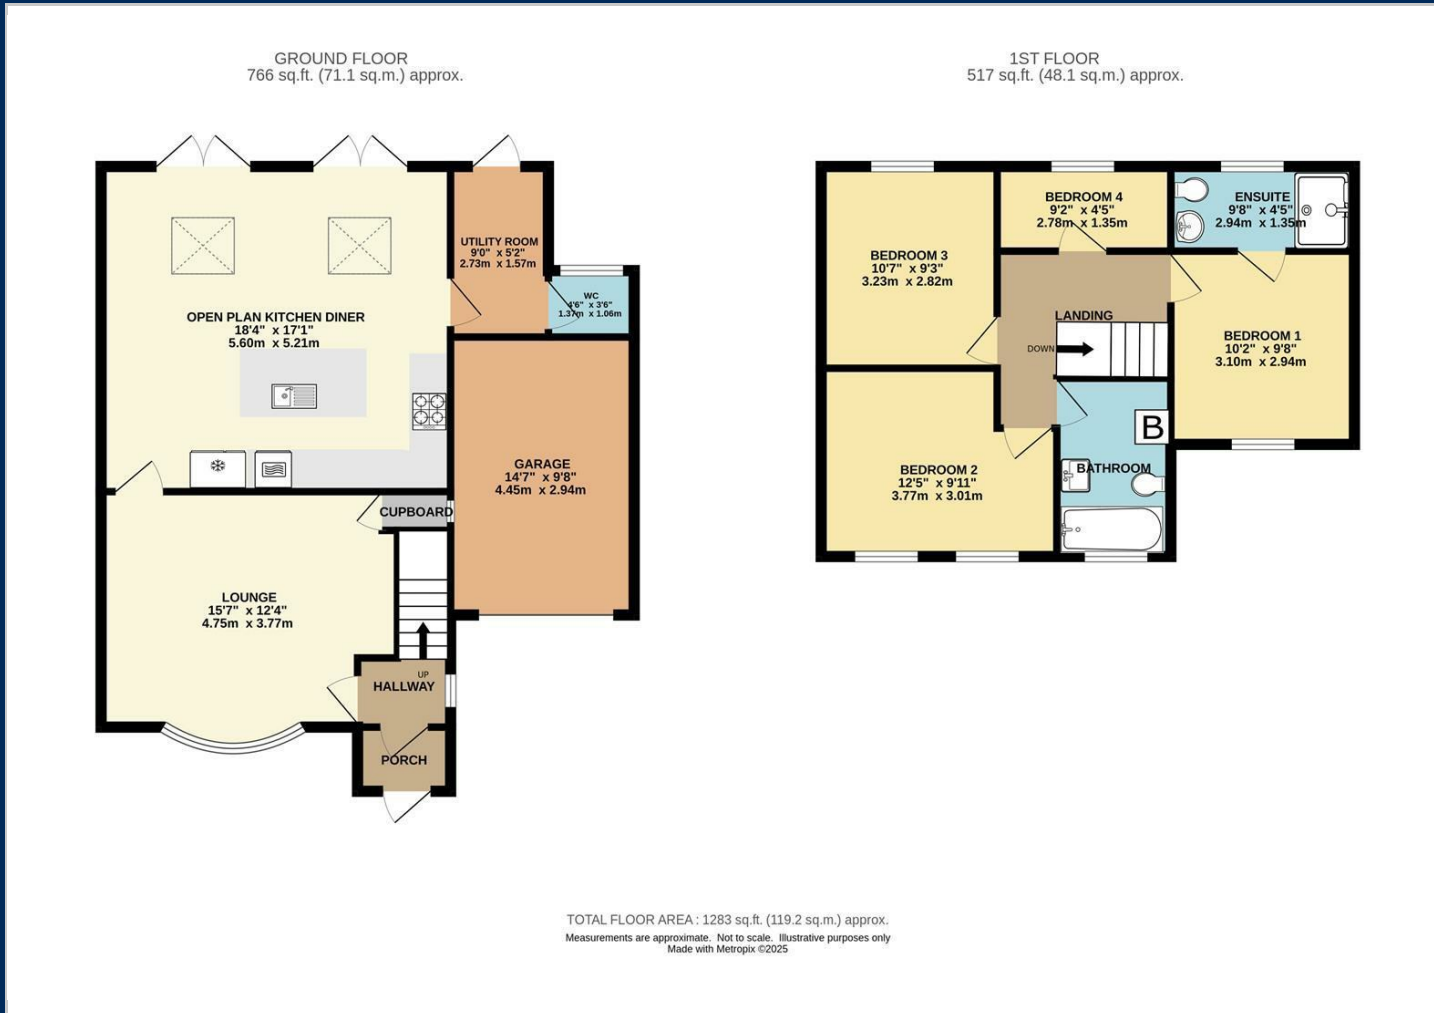 GROUND FLOOR
766 sq.ft. (71.1 sq.m.) approx.
1ST FLOOR
517 sq.ft. (48.1 sq.m.) approx.
OPEN PLAN KITCHEN DINER
18'4" x 17'1"
5.60m x 5.21m
UTILITY ROOM
9'0" x 5'2"
2.73m x 1.57m
WC
4'6" x 3'6"
1.37m x 1.06m
GARAGE
14'7" x 9'8"
4.45m x 2.94m
CUPBOARD
LOUNGE
15'7" x 12'4"
4.75m x 3.77m
UP
HALLWAY
PORCH
BEDROOM 3
10'7" x 9'3"
3.23m x 2.82m
BEDROOM 4
9'2" x 4'5"
2.78m x 1.35m
ENSUITE
9'8" x 4'5"
2.94m x 1.35m
LANDING
DOWN
BEDROOM 1
10'2" x 9'8"
3.10m x 2.94m
BEDROOM 2
12'5" x 9'11"
3.77m x 3.01m
B
BATHROOM
TOTAL FLOOR AREA : 1283 sq.ft. (119.2 sq.m.) approx.
Measurements are approximate. Not to scale. Illustrative purposes only
Made with Metropix ©2025